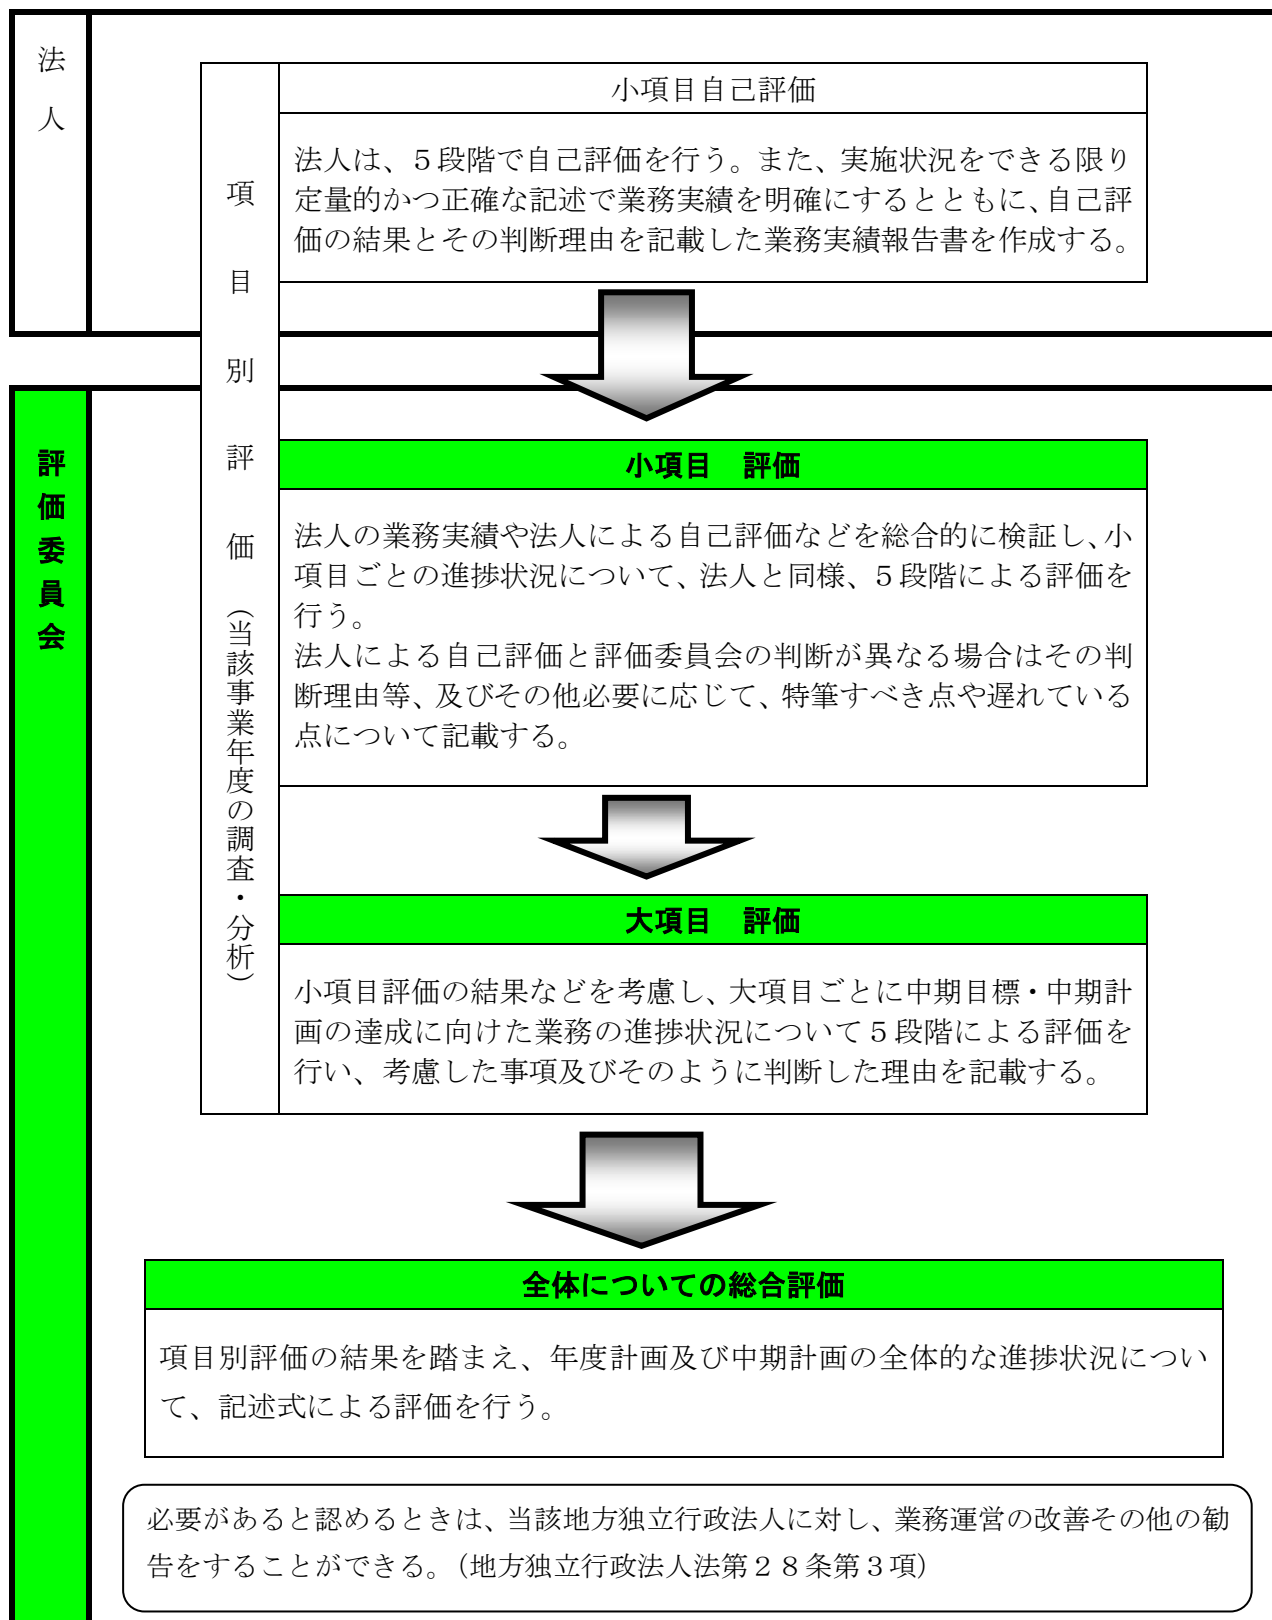 法人
項目別評価（当該事業年度の調査・分析）
小項目自己評価
法人は、５段階で自己評価を行う。また、実施状況をできる限り
定量的かつ正確な記述で業務実績を明確にするとともに、自己評
価の結果とその判断理由を記載した業務実績報告書を作成する。
評価委員会
小項目　評価
法人の業務実績や法人による自己評価などを総合的に検証し、小
項目ごとの進捗状況について、法人と同様、５段階による評価を
行う。
法人による自己評価と評価委員会の判断が異なる場合はその判
断理由等、及びその他必要に応じて、特筆すべき点や遅れている
点について記載する。
大項目　評価
小項目評価の結果などを考慮し、大項目ごとに中期目標・中期計
画の達成に向けた業務の進捗状況について５段階による評価を
行い、考慮した事項及びそのように判断した理由を記載する。
全体についての総合評価
項目別評価の結果を踏まえ、年度計画及び中期計画の全体的な進捗状況につい
て、記述式による評価を行う。
必要があると認めるときは、当該地方独立行政法人に対し、業務運営の改善その他の勧
告をすることができる。（地方独立行政法人法第２８条第３項）